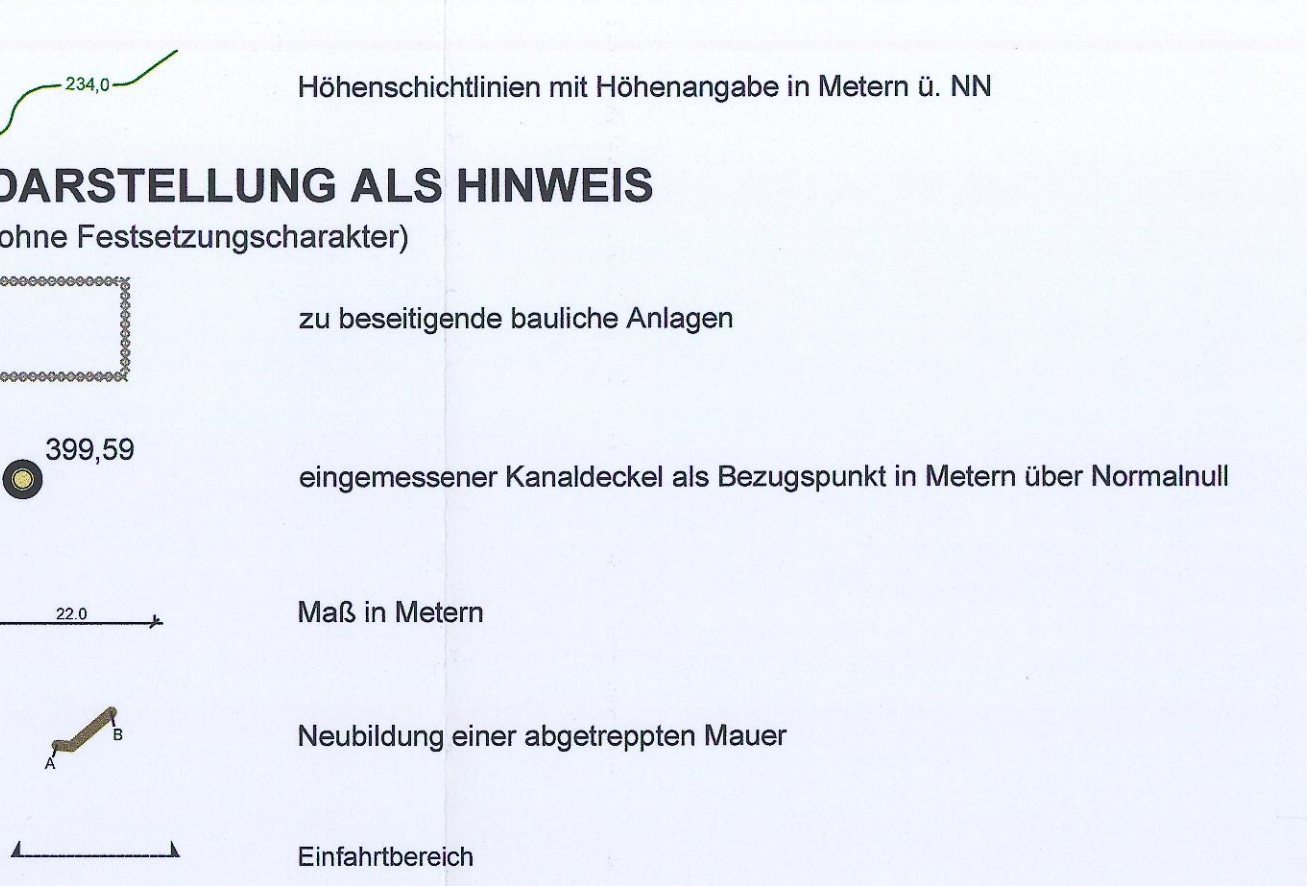 234,0 Höhenschichtlinien mit Höhenangabe in Metern ü. NN
DARSTELLUNG ALS HINWEIS
ohne Festsetzungscharakter)
zu beseitigende bauliche Anlagen
399,59
eingemessener Kanaldeckel als Bezugspunkt in Metern über Normalnull
22.0 Maß in Metern
A B Neubildung einer abgetreppten Mauer
Einfahrtbereich